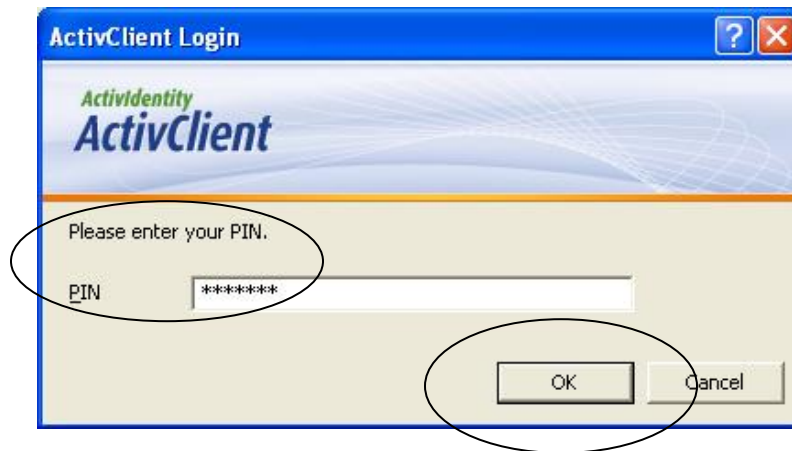 ActivClient Login
ActivIdentity
ActivClient
Please enter your PIN.
PIN *******
OK Cancel